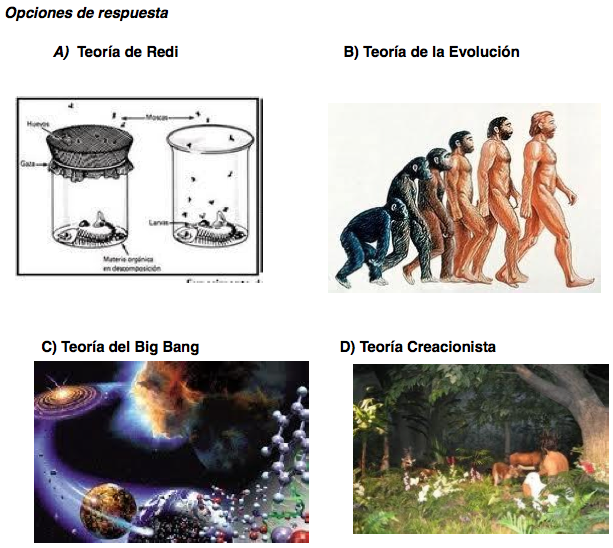 Opciones de respuesta
A) Teoría de Redi
B) Teoría de la Evolución
Huevos
Moscas
Gaza
Larvas
Materia orgánica
en descomposición
C) Teoría del Big Bang
D) Teoría Creacionista